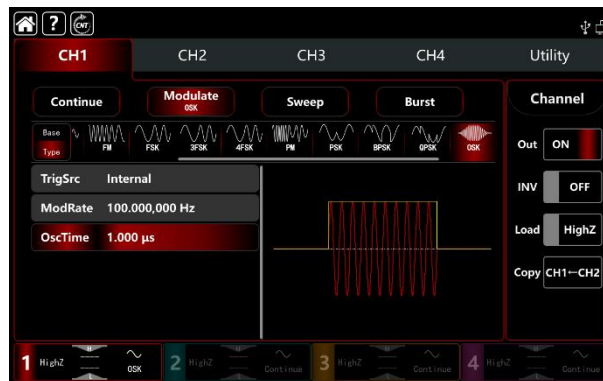 ? CNT
CH1 CH2 CH3 CH4 Utility
Continue Modulate Sweep Burst Channel
OSK
Base
Type FM FSK 3FSK 4FSK PM PSK BPSK QPSK OSK
Out ON
TrigSrc Internal
INV OFF
ModRate 100.000,000 Hz
Load HighZ
OscTime 1.000 µs
Copy CH1←CH2
1 HighZ OSK 2 HighZ Continue 3 HighZ Continue 4 HighZ Continue